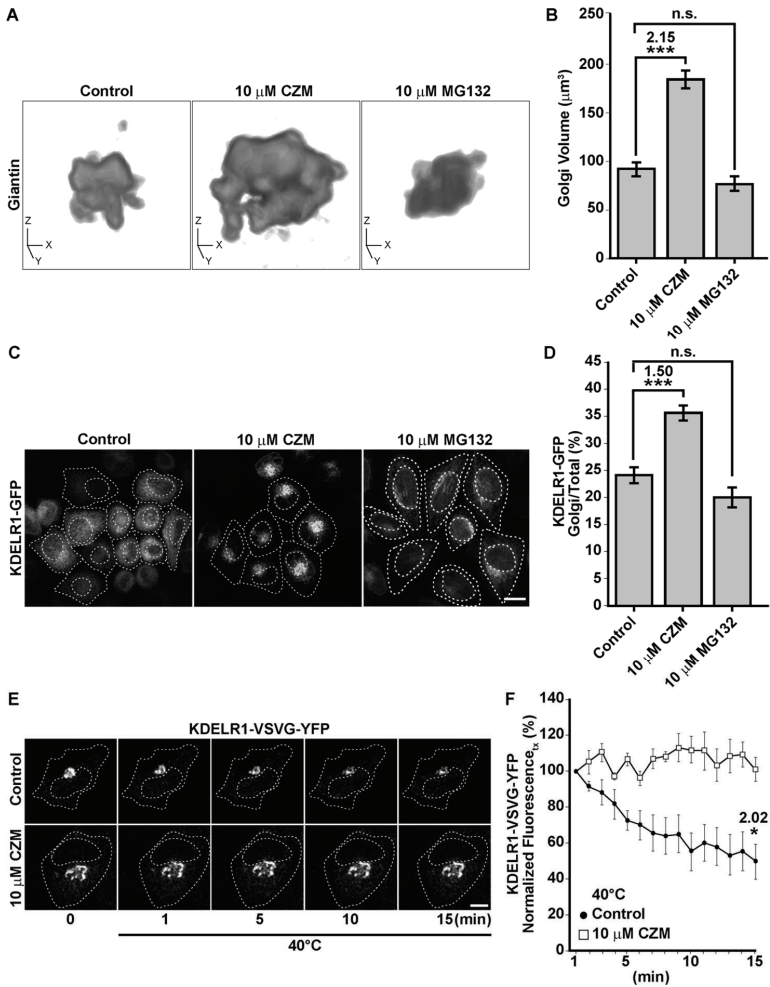 A
Control
10 µM CZM
10 µM MG132
Giantin
Z
X
Y
Z
X
Y
Z
X
Y
B
n.s.
2.15
***
250
200
150
100
50
0
Golgi Volume (µm³)
Control
10 µM CZM
10 µM MG132
C
Control
10 µM CZM
10 µM MG132
KDELR1-GFP
D
n.s.
1.50
***
45
40
35
30
25
20
15
10
5
0
KDELR1-GFP
Golgi/Total (%)
Control
10 µM CZM
10 µM MG132
E
KDELR1-VSVG-YFP
Control
10 µM CZM
0 1 5 10 15 (min)
40°C
F
140
120
100
80
60
40
20
0
KDELR1-VSVG-YFP
Normalized Fluorescencetx (%)
2.02
*
40°C
Control
10 µM CZM
1 5 10 15
(min)